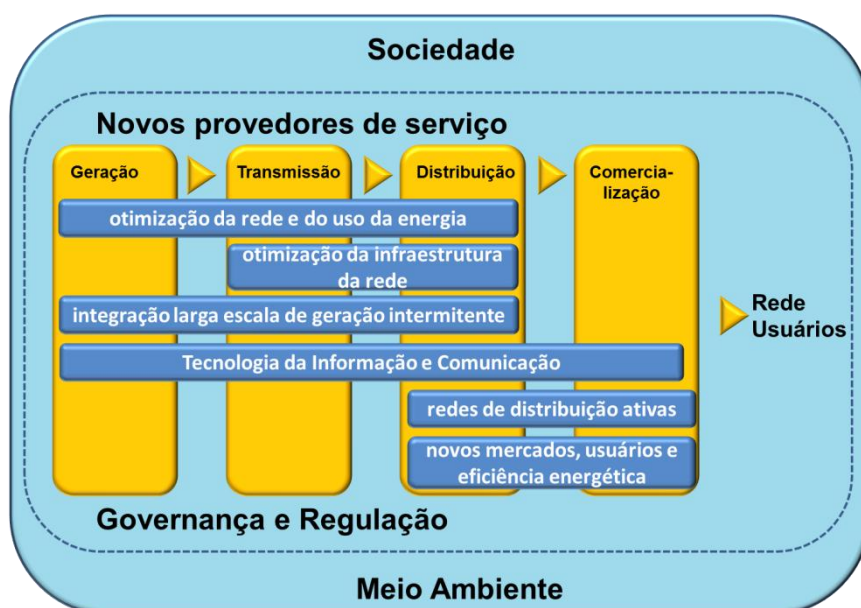 Sociedade
Novos provedores de serviço
Geração
Transmissão
Distribuição
Comercia-
lização
otimização da rede e do uso da energia
otimização da infraestrutura
da rede
integração larga escala de geração intermitente
Tecnologia da Informação e Comunicação
redes de distribuição ativas
novos mercados, usuários e
eficiência energética
Rede
Usuários
Governança e Regulação
Meio Ambiente